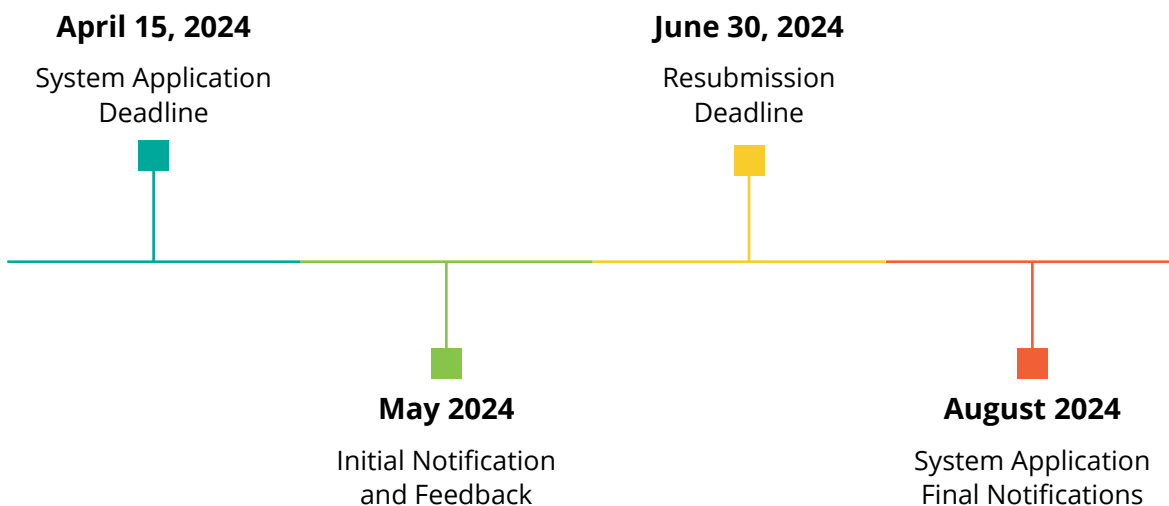 April 15, 2024
System Application
Deadline
May 2024
Initial Notification
and Feedback
June 30, 2024
Resubmission
Deadline
August 2024
System Application
Final Notifications